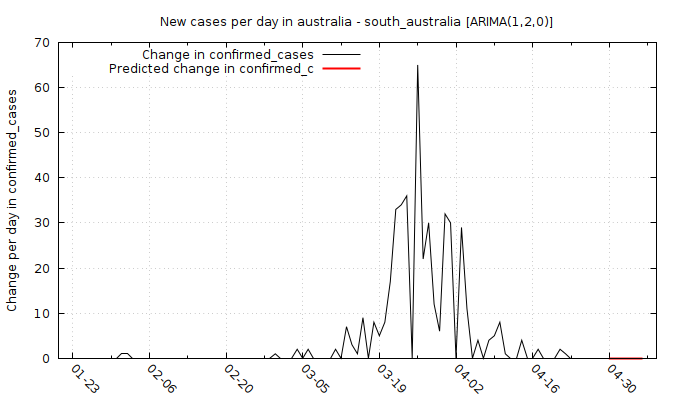 New cases per day in australia - south_australia [ARIMA(1,2,0)]
Change in confirmed_cases
Predicted change in confirmed_c
Change per day in confirmed_cases
70
60
50
40
30
20
10
0
01-23 02-06 02-20 03-05 03-19 04-02 04-16 04-30